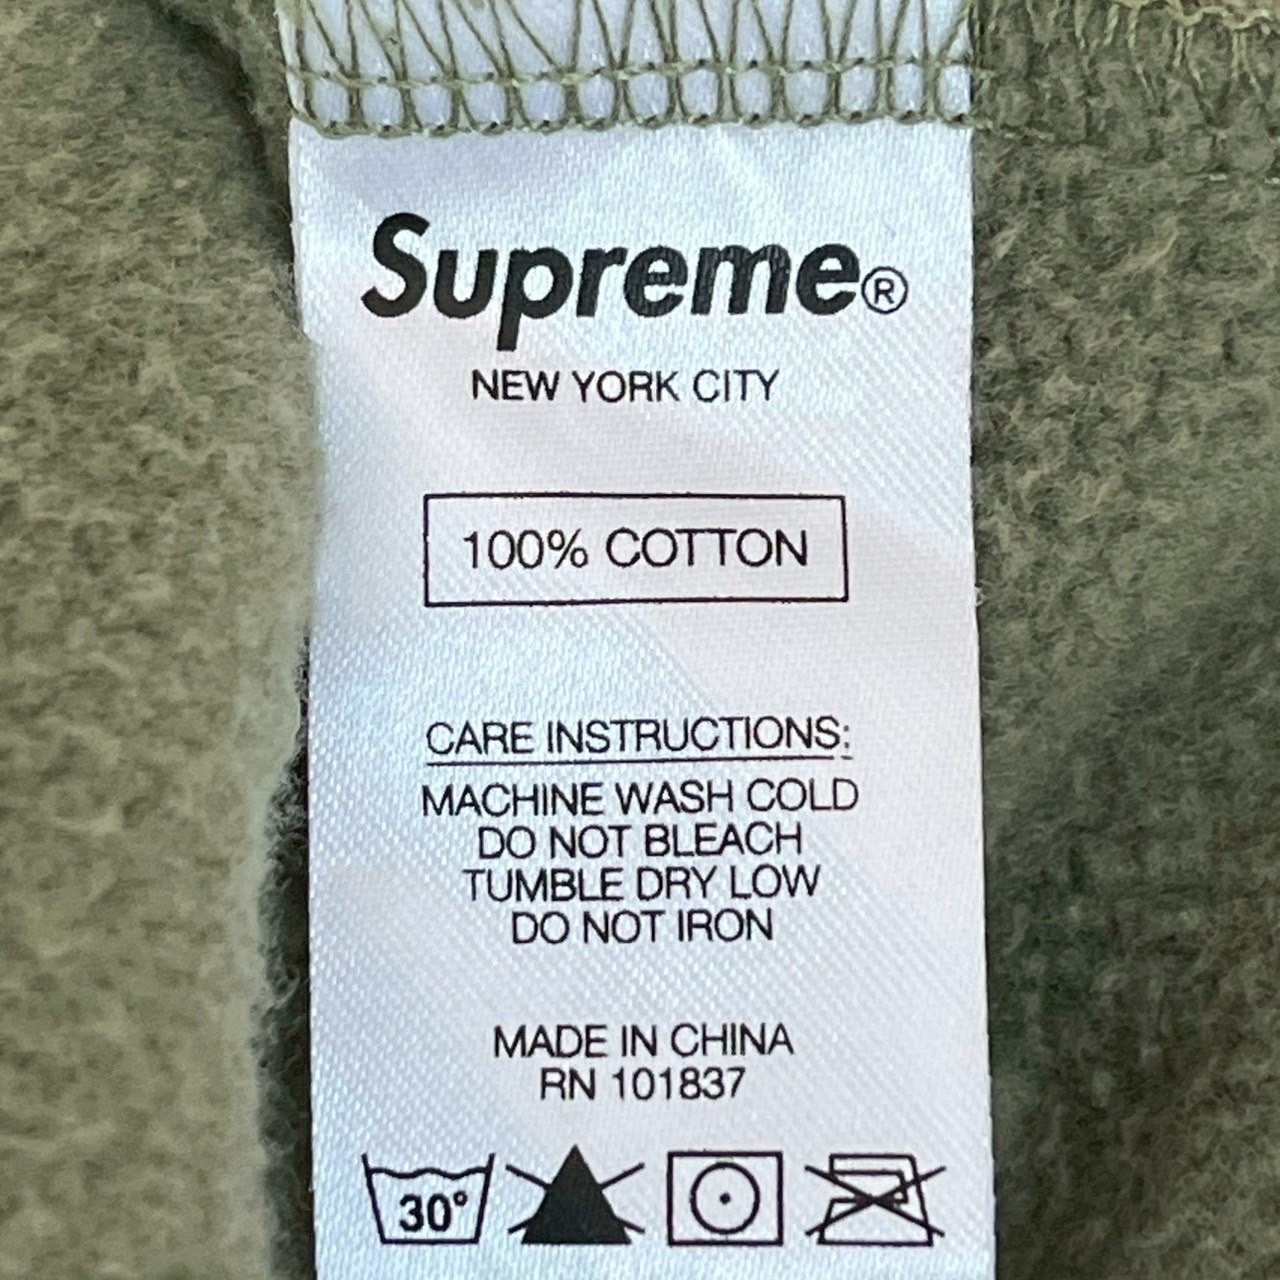 Supreme®
NEW YORK CITY
100% COTTON
CARE INSTRUCTIONS:
MACHINE WASH COLD
DO NOT BLEACH
TUMBLE DRY LOW
DO NOT IRON
MADE IN CHINA
RN 101837
30°